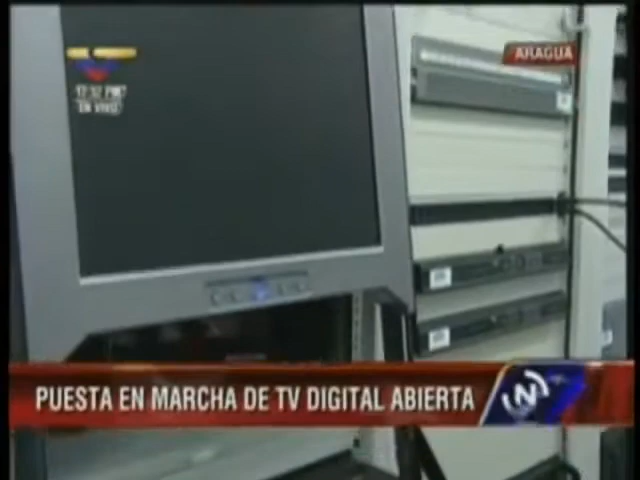 ARAGUA
EN VIVO
PUESTA EN MARCHA DE TV DIGITAL ABIERTA